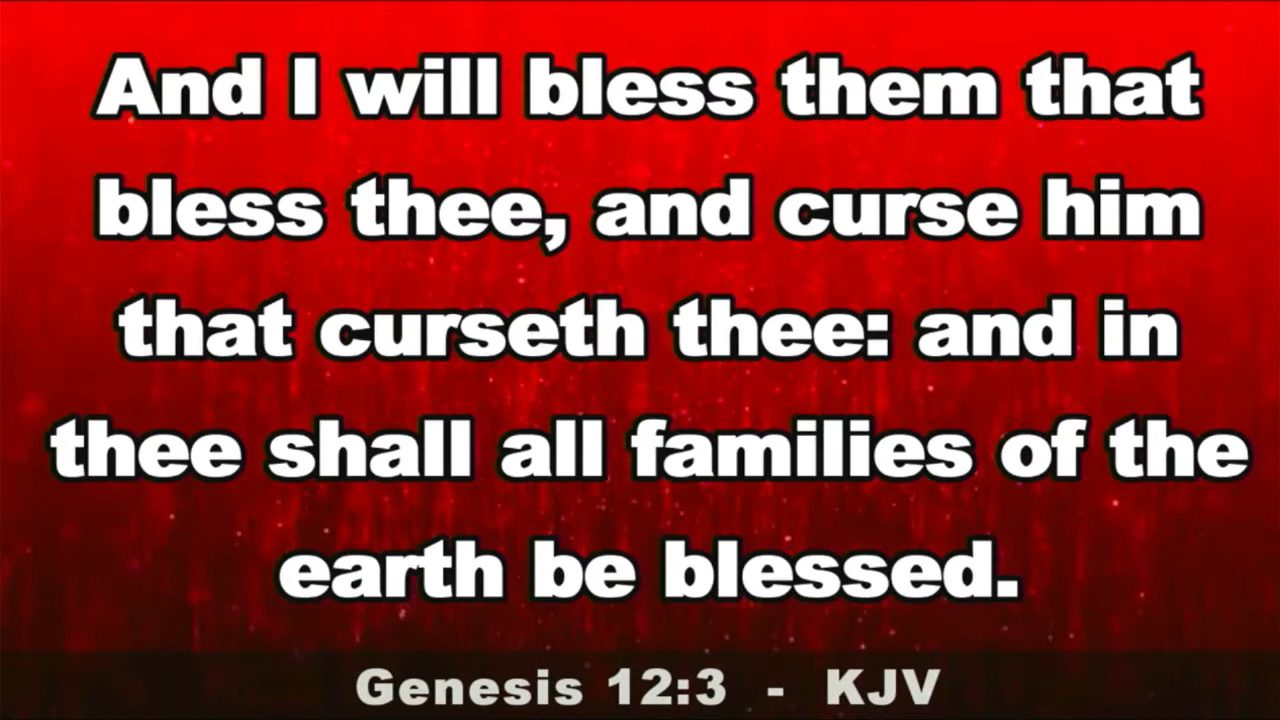 And I will bless them that
bless thee, and curse him
that curseth thee: and in
thee shall all families of the
earth be blessed.
Genesis 12:3 - KJV